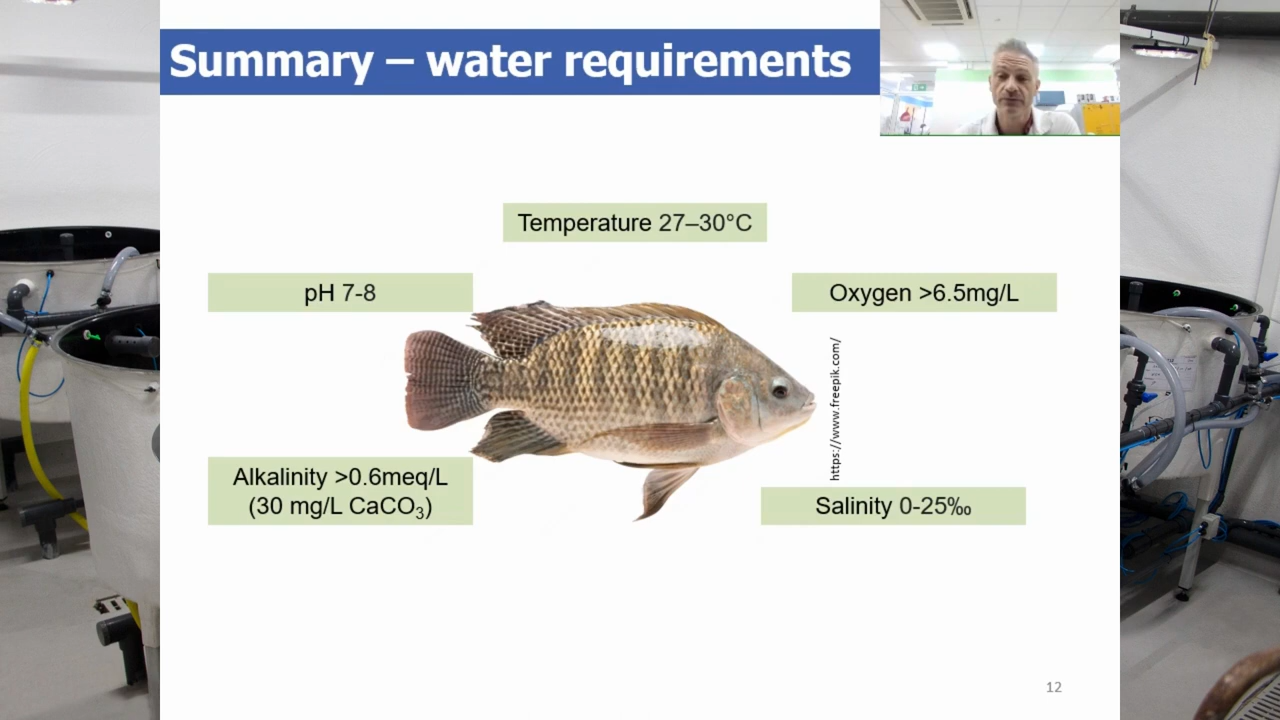 Summary – water requirements
Temperature 27–30°C
pH 7-8
Oxygen >6.5mg/L
https://www.freepik.com/
Alkalinity >0.6meq/L
(30 mg/L CaCO₃)
Salinity 0-25‰
12